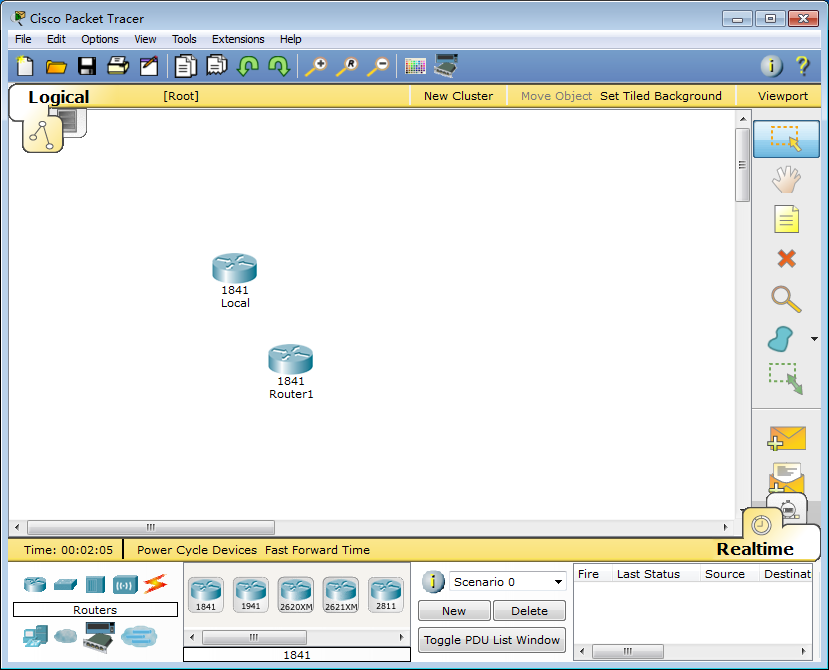 Cisco Packet Tracer
File Edit Options View Tools Extensions Help
Logical [Root] New Cluster Move Object Set Tiled Background Viewport
1841
Local
1841
Router1
Time: 00:02:05 Power Cycle Devices Fast Forward Time Realtime
Routers
1841 1941 2620XM 2621XM 2811
1841
Scenario 0
New Delete
Toggle PDU List Window
Fire Last Status Source Destinat